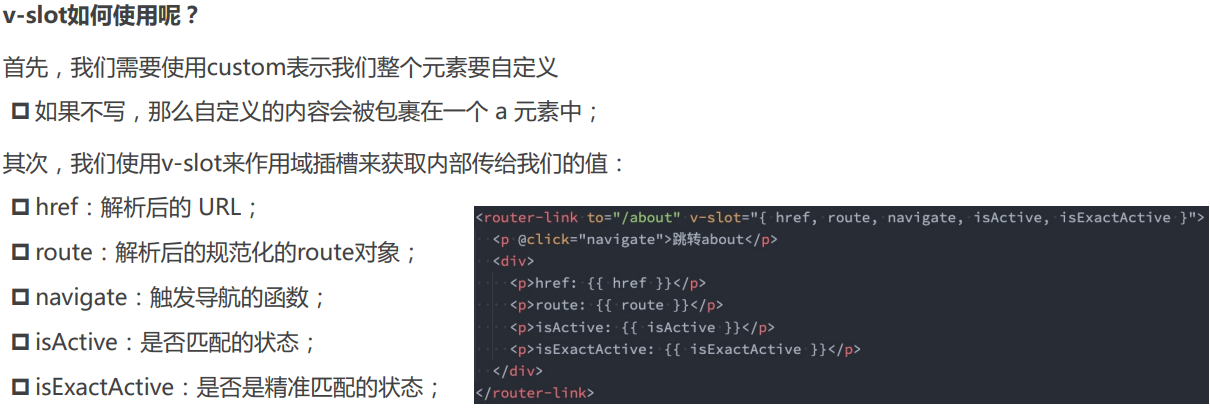 v-slot如何使用呢？
首先，我们需要使用custom表示我们整个元素要自定义
如果不写，那么自定义的内容会被包裹在一个 a 元素中；
其次，我们使用v-slot来作用域插槽来获取内部传给我们的值：
href：解析后的 URL；
route：解析后的规范化的route对象；
navigate：触发导航的函数；
isActive：是否匹配的状态；
isExactActive：是否是精准匹配的状态；
<router-link to="/about" v-slot="{ href, route, navigate, isActive, isExactActive }">
<p @click="navigate">跳转about</p>
<div>
<p>href: {{ href }}</p>
<p>route: {{ route }}</p>
<p>isActive: {{ isActive }}</p>
<p>isExactActive: {{ isExactActive }}</p>
</div>
</router-link>